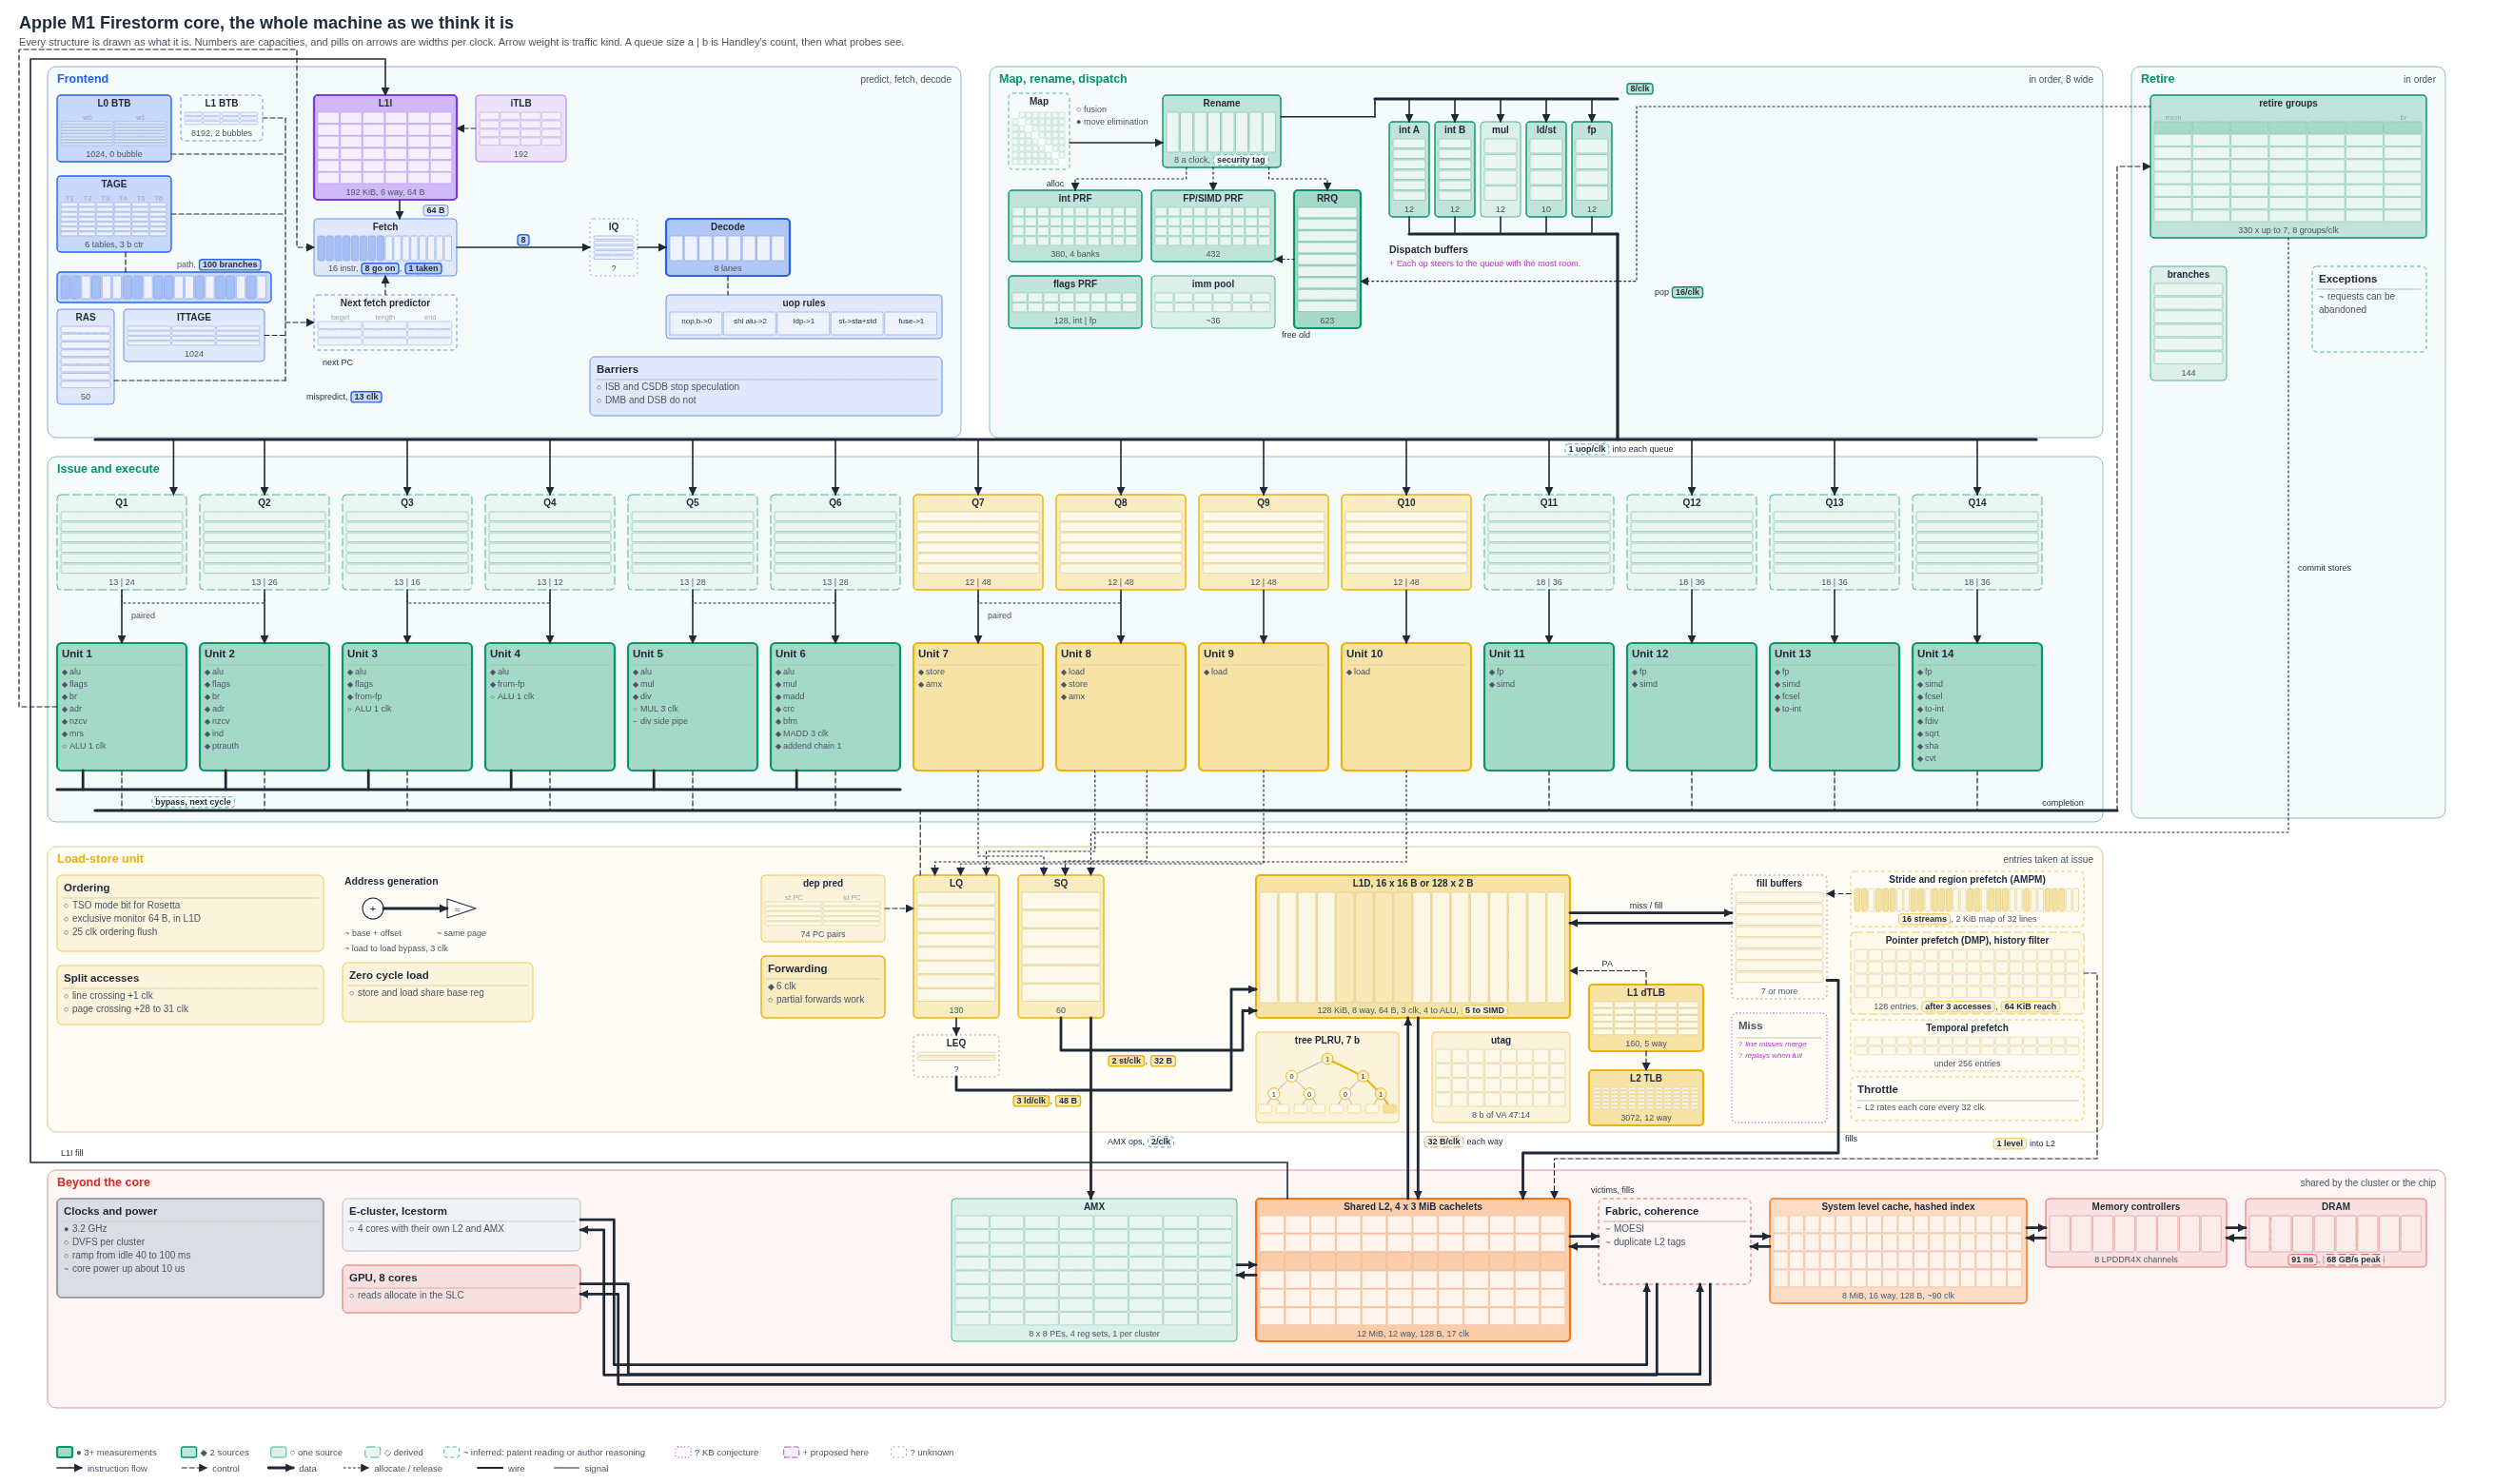 Apple M1 Firestorm core, the whole machine as we think it is
Every structure is drawn as what it is. Numbers are capacities, and pills on arrows are widths per clock. Arrow weight is traffic kind. A queue size a | b is Handley's count, then what probes see.
Frontend
predict, fetch, decode
L0 BTB
w0 w1
1024, 0 bubble
L1 BTB
8192, 2 bubbles
L1I
192 KiB, 6 way, 64 B
iTLB
192
TAGE
T1 T2 T3 T4 T5 T6
6 tables, 3 b ctr
64 B
Fetch
16 instr, 8 go on, 1 taken
8
IQ
?
Decode
8 lanes
path, 100 branches
RAS
50
ITTAGE
1024
Next fetch predictor
target length end
next PC
mispredict, 13 clk
uop rules
nop,b->0 shl alu->2 ldp->1 st->sta+std fuse->1
Barriers
○ ISB and CSDB stop speculation
○ DMB and DSB do not
Map, rename, dispatch
in order, 8 wide
Map
○ fusion
● move elimination
Rename
8 a clock, security tag
8/clk
int A
12
int B
12
mul
12
ld/st
10
fp
12
alloc
int PRF
380, 4 banks
FP/SIMD PRF
432
RRQ
623
flags PRF
128, int | fp
imm pool
~36
free old
Dispatch buffers
+ Each op steers to the queue with the most room.
pop 16/clk
Retire
in order
retire groups
mem br
330 x up to 7, 8 groups/clk
branches
144
Exceptions
~ requests can be
abandoned
commit stores
1 uop/clk into each queue
Issue and execute
Q1
13 | 24
Q2
13 | 26
Q3
13 | 16
Q4
13 | 12
Q5
13 | 28
Q6
13 | 28
Q7
12 | 48
Q8
12 | 48
Q9
12 | 48
Q10
12 | 48
Q11
18 | 36
Q12
18 | 36
Q13
18 | 36
Q14
18 | 36
paired
paired
Unit 1
◆ alu
◆ flags
◆ br
◆ adr
◆ nzcv
◆ mrs
○ ALU 1 clk
Unit 2
◆ alu
◆ flags
◆ br
◆ adr
◆ nzcv
◆ ind
◆ ptrauth
Unit 3
◆ alu
◆ flags
◆ from-fp
○ ALU 1 clk
Unit 4
◆ alu
◆ from-fp
○ ALU 1 clk
Unit 5
◆ alu
◆ mul
◆ div
○ MUL 3 clk
~ div side pipe
Unit 6
◆ alu
◆ mul
◆ madd
◆ crc
◆ bfm
◆ MADD 3 clk
◆ addend chain 1
Unit 7
◆ store
◆ amx
Unit 8
◆ load
◆ store
◆ amx
Unit 9
◆ load
Unit 10
◆ load
Unit 11
◆ fp
◆ simd
Unit 12
◆ fp
◆ simd
Unit 13
◆ fp
◆ simd
◆ fcsel
◆ to-int
Unit 14
◆ fp
◆ simd
◆ fcsel
◆ to-int
◆ fdiv
◆ sqrt
◆ sha
◆ cvt
bypass, next cycle
completion
Load-store unit
entries taken at issue
Ordering
○ TSO mode bit for Rosetta
○ exclusive monitor 64 B, in L1D
○ 25 clk ordering flush
Split accesses
○ line crossing +1 clk
○ page crossing +28 to 31 clk
Address generation
+ =
~ base + offset
~ same page
~ load to load bypass, 3 clk
Zero cycle load
○ store and load share base reg
dep pred
st PC ld PC
74 PC pairs
Forwarding
◆ 6 clk
○ partial forwards work
LQ
130
SQ
60
LEQ
?
2 st/clk, 32 B
3 ld/clk, 48 B
L1D, 16 x 16 B or 128 x 2 B
128 KiB, 8 way, 64 B, 3 clk, 4 to ALU, 5 to SIMD
tree PLRU, 7 b
1
0 1
1 0 0 1
utag
8 b of VA 47:14
miss / fill
PA
L1 dTLB
160, 5 way
L2 TLB
3072, 12 way
fill buffers
7 or more
Miss
? line misses merge
? replays when full
Stride and region prefetch (AMPM)
16 streams, 2 KiB map of 32 lines
Pointer prefetch (DMP), history filter
128 entries, after 3 accesses, 64 KiB reach
Temporal prefetch
under 256 entries
Throttle
~ L2 rates each core every 32 clk
AMX ops, 2/clk
32 B/clk each way
fills
1 level into L2
L1I fill
Beyond the core
shared by the cluster or the chip
Clocks and power
● 3.2 GHz
○ DVFS per cluster
○ ramp from idle 40 to 100 ms
~ core power up about 10 us
E-cluster, Icestorm
○ 4 cores with their own L2 and AMX
GPU, 8 cores
○ reads allocate in the SLC
AMX
8 x 8 PEs, 4 reg sets, 1 per cluster
Shared L2, 4 x 3 MiB cachelets
12 MiB, 12 way, 128 B, 17 clk
victims, fills
Fabric, coherence
~ MOESI
~ duplicate L2 tags
System level cache, hashed index
8 MiB, 16 way, 128 B, ~90 clk
Memory controllers
8 LPDDR4X channels
DRAM
91 ns, 68 GB/s peak
● 3+ measurements ◆ 2 sources ○ one source ◇ derived ~ inferred: patent reading or author reasoning ? KB conjecture + proposed here ? unknown
instruction flow control data allocate / release wire signal